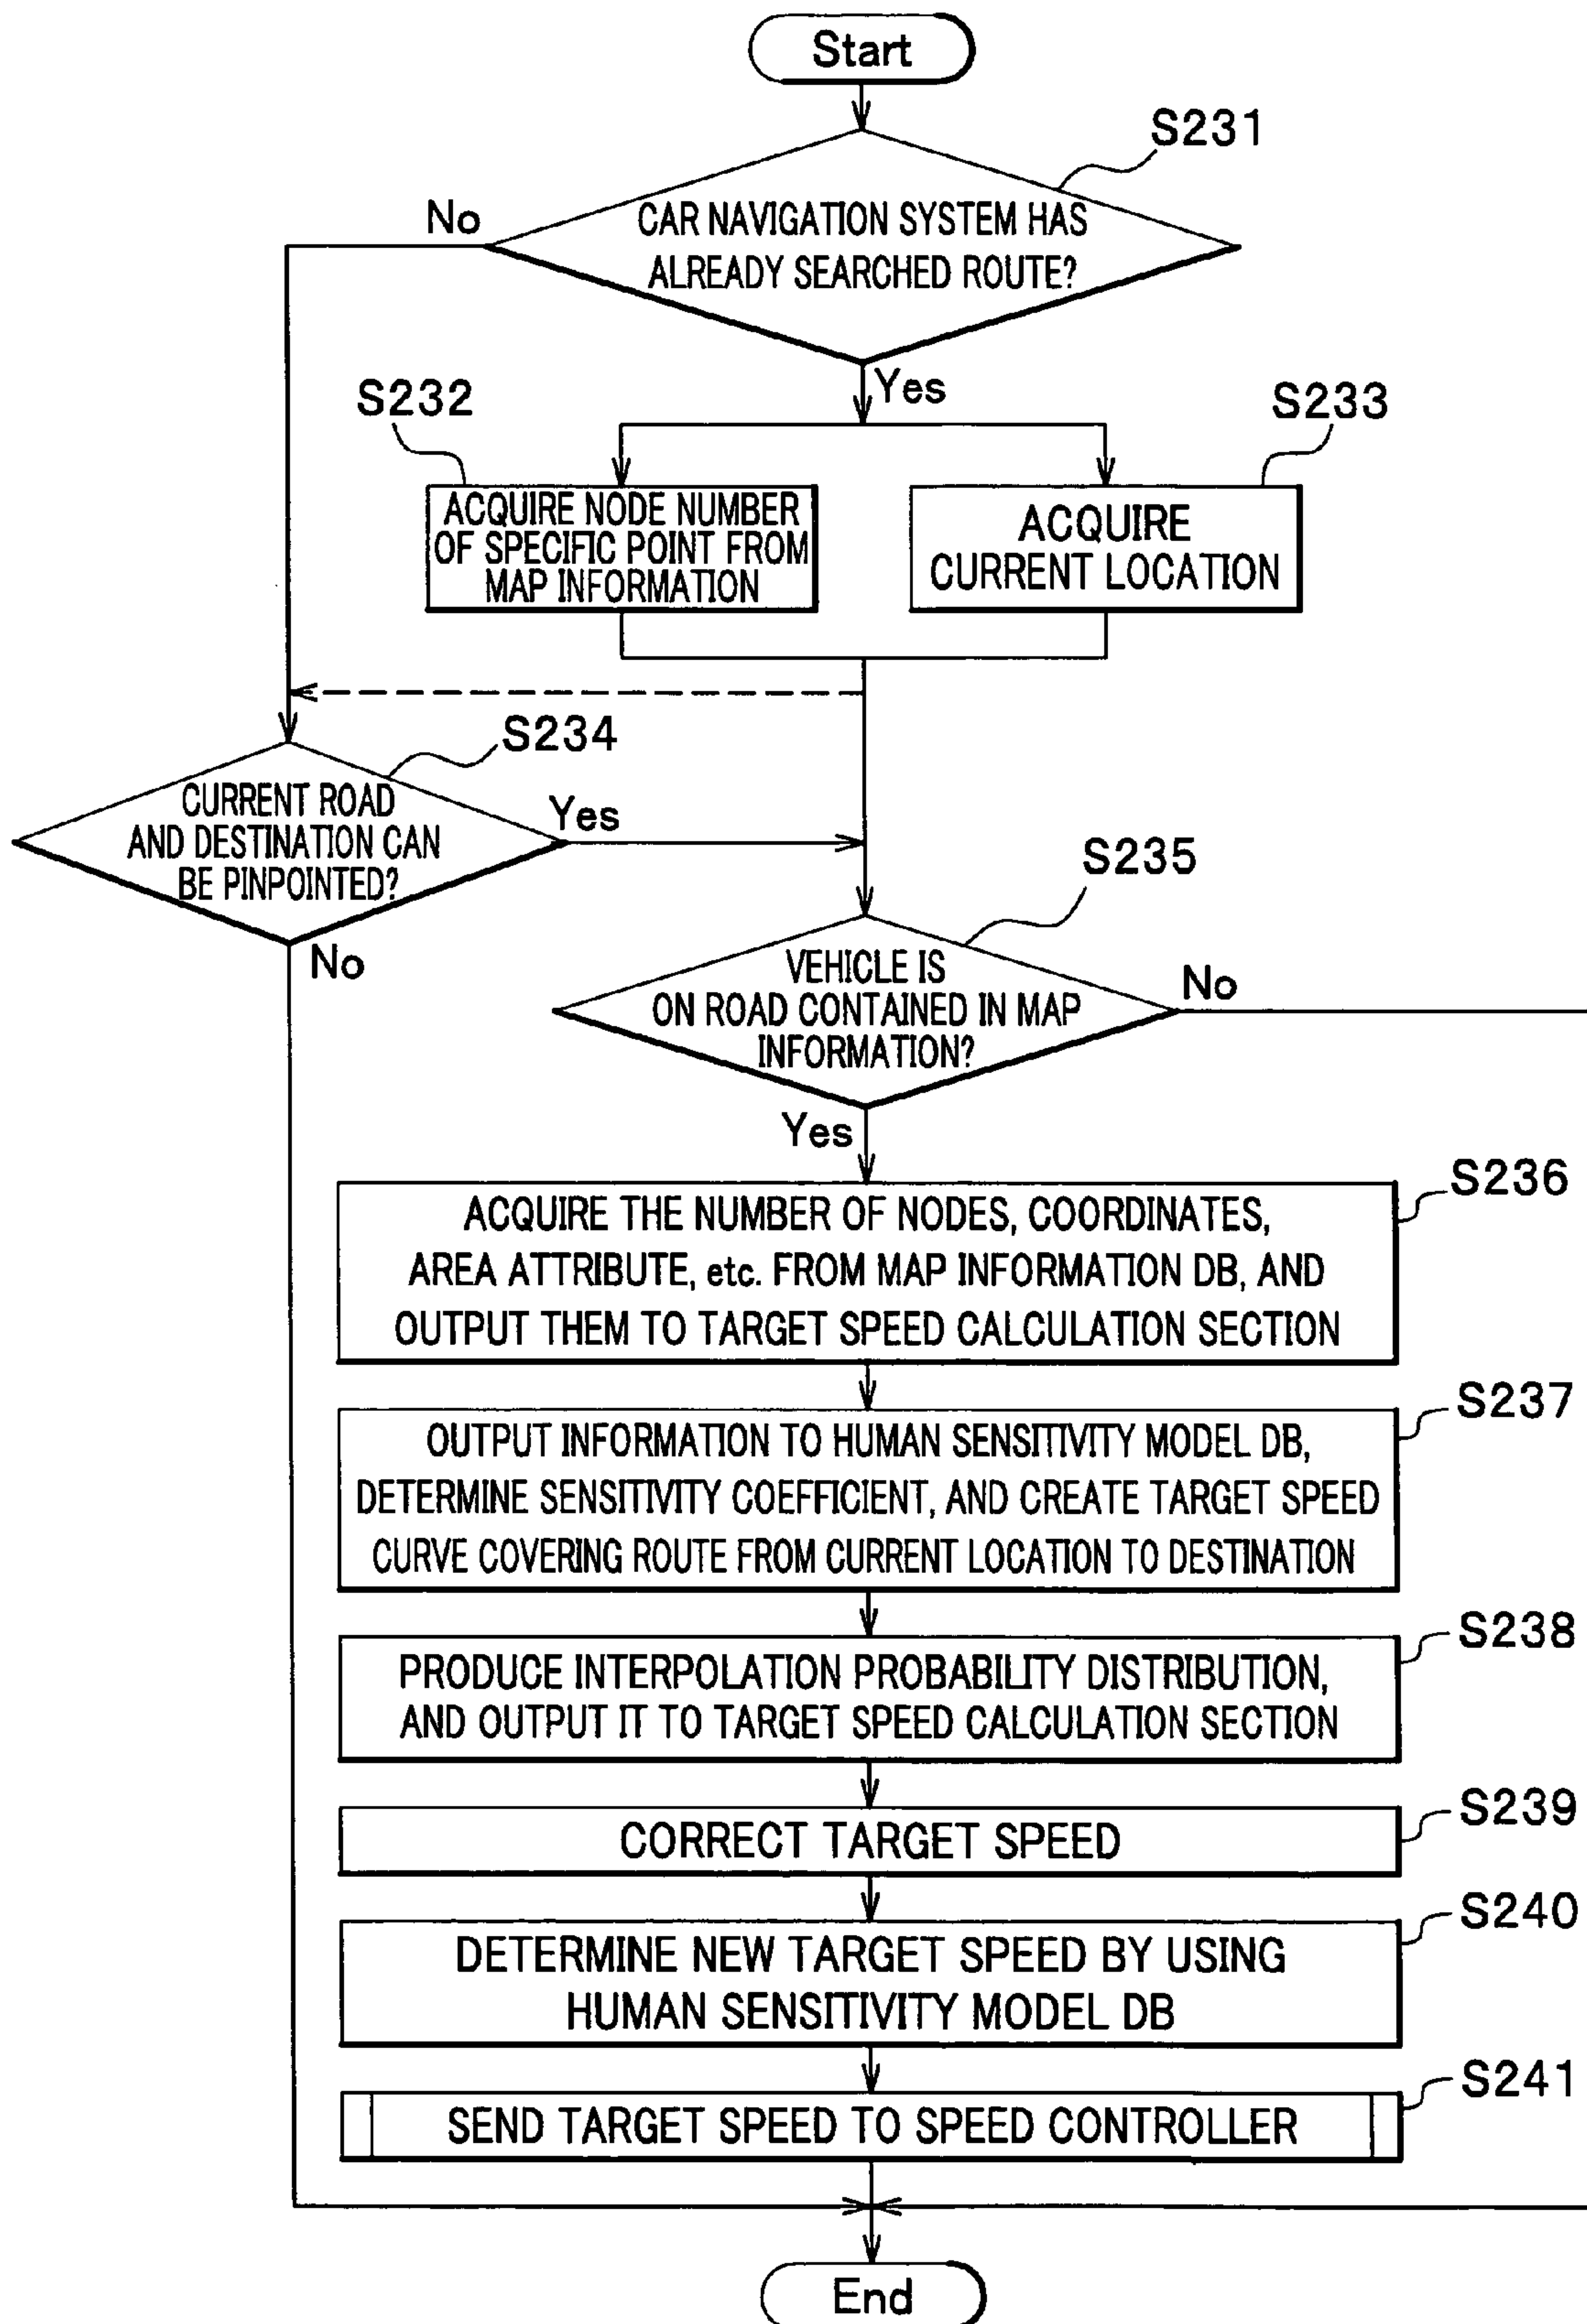 Start
S231
No
CAR NAVIGATION SYSTEM HAS
ALREADY SEARCHED ROUTE?
Yes
S232
S233
ACQUIRE NODE NUMBER
OF SPECIFIC POINT FROM
MAP INFORMATION
ACQUIRE
CURRENT LOCATION
S234
CURRENT ROAD
AND DESTINATION CAN
BE PINPOINTED?
Yes
No
S235
VEHICLE IS
ON ROAD CONTAINED IN MAP
INFORMATION?
No
Yes
S236
ACQUIRE THE NUMBER OF NODES, COORDINATES,
AREA ATTRIBUTE, etc. FROM MAP INFORMATION DB, AND
OUTPUT THEM TO TARGET SPEED CALCULATION SECTION
S237
OUTPUT INFORMATION TO HUMAN SENSITIVITY MODEL DB,
DETERMINE SENSITIVITY COEFFICIENT, AND CREATE TARGET SPEED
CURVE COVERING ROUTE FROM CURRENT LOCATION TO DESTINATION
S238
PRODUCE INTERPOLATION PROBABILITY DISTRIBUTION,
AND OUTPUT IT TO TARGET SPEED CALCULATION SECTION
S239
CORRECT TARGET SPEED
S240
DETERMINE NEW TARGET SPEED BY USING
HUMAN SENSITIVITY MODEL DB
S241
SEND TARGET SPEED TO SPEED CONTROLLER
End